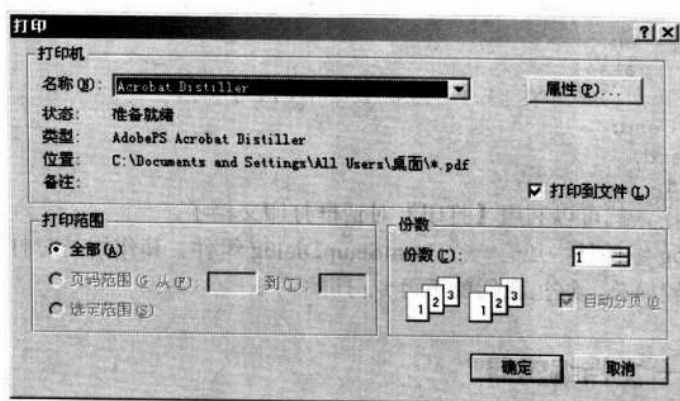 打印
打印机
名称(N): Acrobat Distiller 属性(P)...
状态: 准备就绪
类型: AdobePS Acrobat Distiller
位置: C:\Documents and Settings\All Users\桌面\*.pdf
备注:
打印到文件(L)
打印范围
全部(A)
页码范围(G 从(F): 到(T):
选定范围(S)
份数
份数(C): 1
1 2 3 1 2 3
自动分页(O
确定 取消